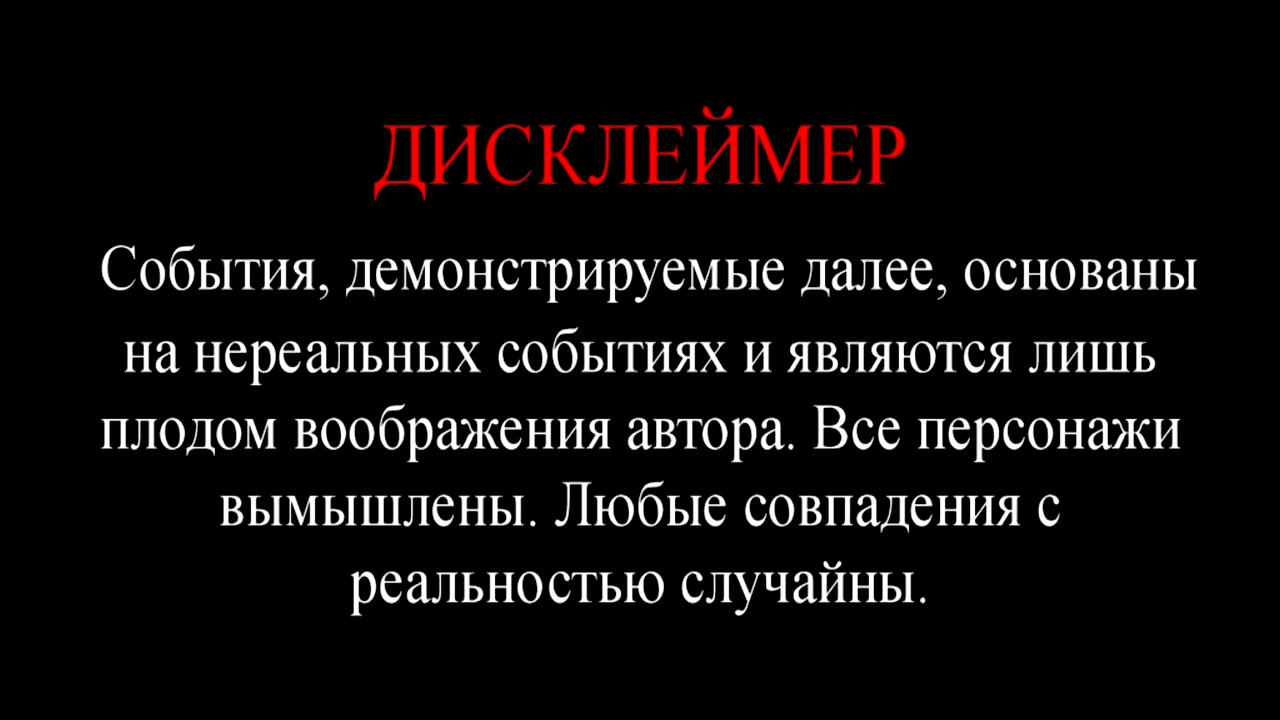 ДИСКЛЕЙМЕР
События, демонстрируемые далее, основаны
на нереальных событиях и являются лишь
плодом воображения автора. Все персонажи
вымышлены. Любые совпадения с
реальностью случайны.